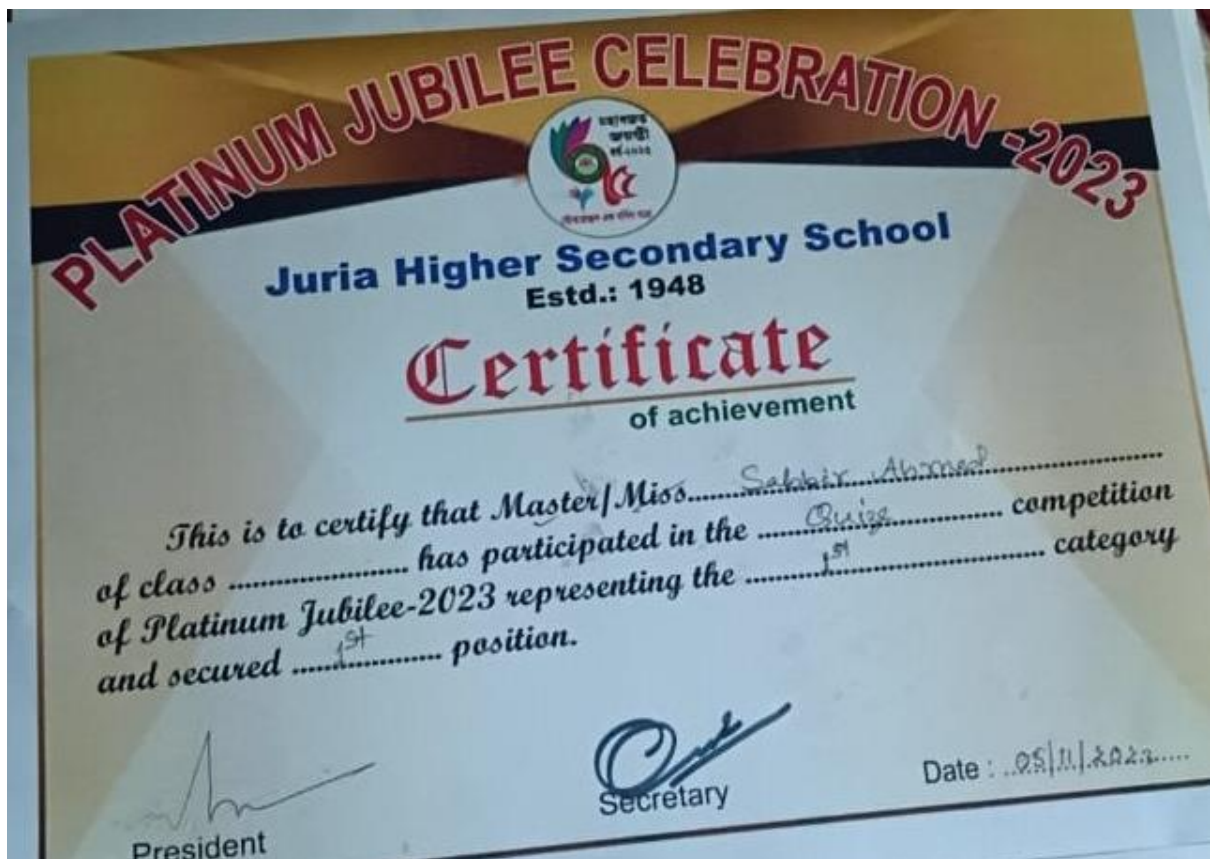 PLATINUM JUBILEE CELEBRATION -2023
Juria Higher Secondary School
Estd.: 1948
Certificate
of achievement
This is to certify that Master/Miss.....Sabbir Ahmed.....
of class ..... has participated in the .....Quize..... competition
of Platinum Jubilee-2023 representing the .....1st..... category
and secured .....1st..... position.
President
Secretary
Date : ..05/11/2023.....